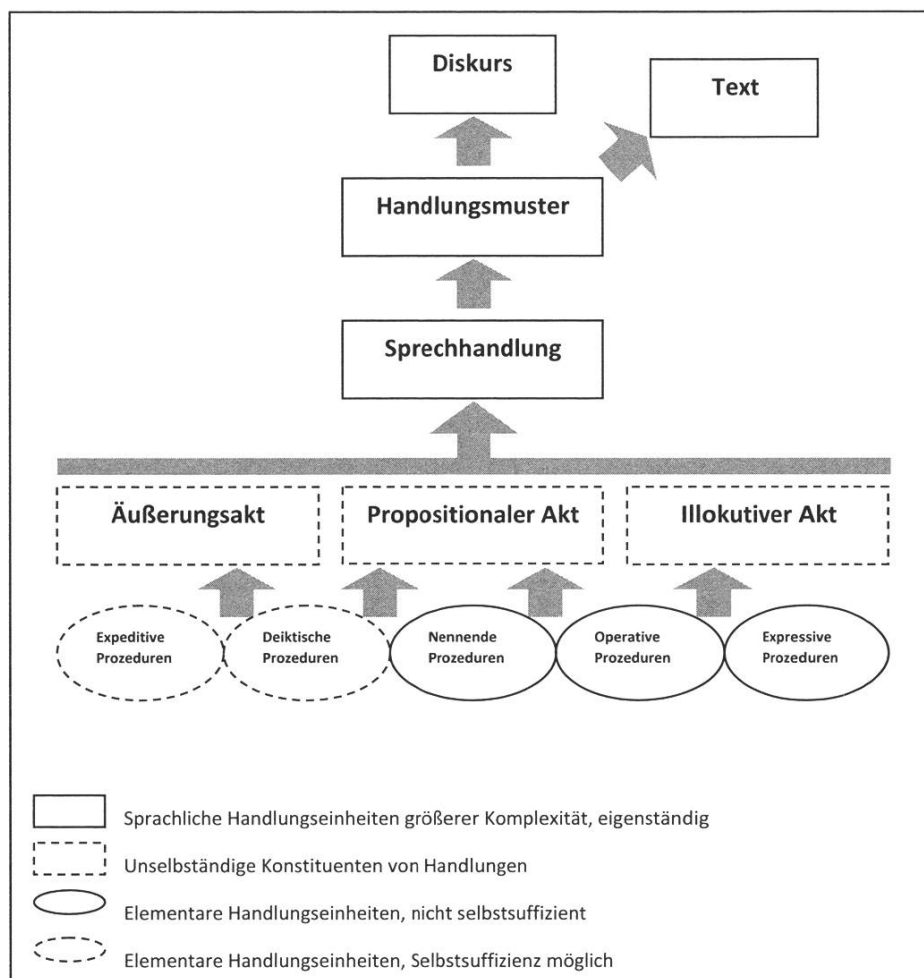 Diskurs
Text
Handlungsmuster
Sprechhandlung
Äußerungsakt
Propositionaler Akt
Illokutiver Akt
Expeditive
Prozeduren
Deiktische
Prozeduren
Nennende
Prozeduren
Operative
Prozeduren
Expressive
Prozeduren
Sprachliche Handlungseinheiten größerer Komplexität, eigenständig
Unselbständige Konstituenten von Handlungen
Elementare Handlungseinheiten, nicht selbstsuffizient
Elementare Handlungseinheiten, Selbstsuffizienz möglich